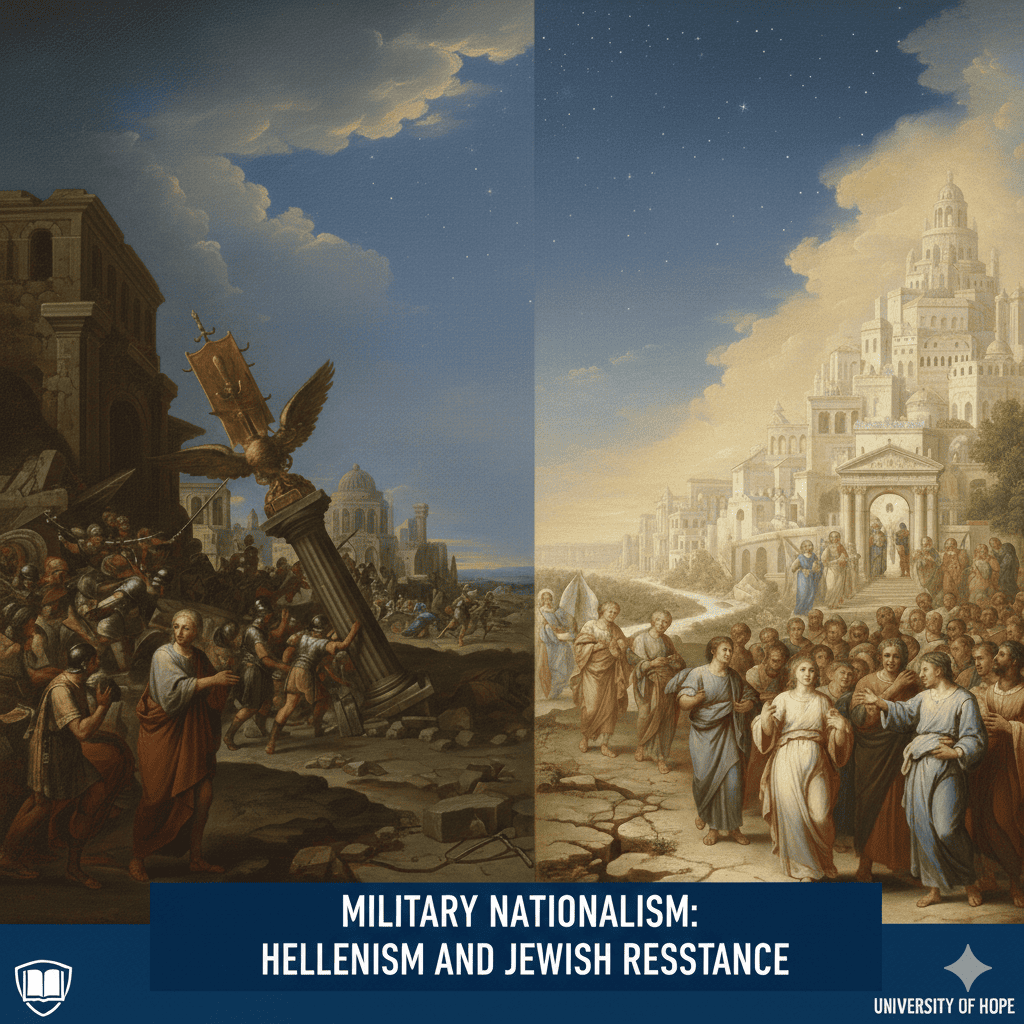 MILITARY NATIONALISM:
HELLENISM AND JEWISH RESSTANCE
UNIVERSITY OF HOPE